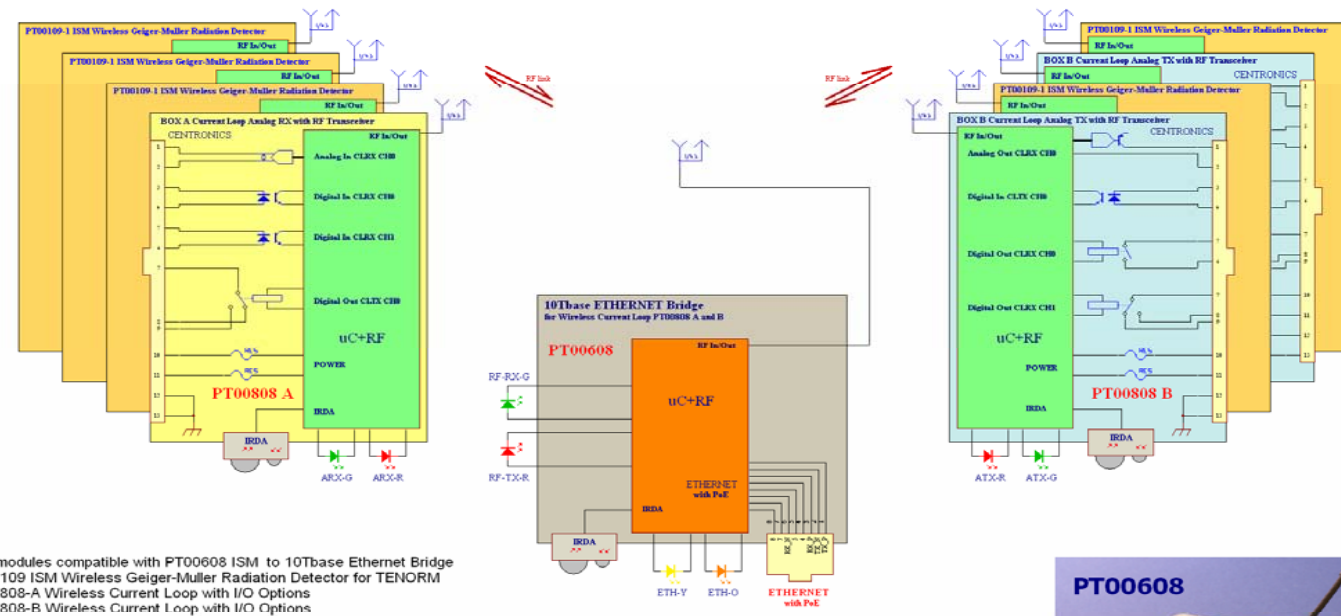 PT00109-1 ISM Wireless Geiger-Muller Radiation Detector
RF In/Out
PT00109-1 ISM Wireless Geiger-Muller Radiation Detector
RF In/Out
PT00109-1 ISM Wireless Geiger-Muller Radiation Detector
RF In/Out
BOX A Current Loop Analog RX with RF Transceiver
CENTRONICS
RF In/Out
Analog In CLRX CH0
Digital In CLRX CH0
Digital In CLRX CH1
Digital Out CLTX CH0
uC+RF
POWER
PT00808 A
IRDA
IRDA
ARX-G
ARX-R
RF link
RF link
10Tbase ETHERNET Bridge
for Wireless Current Loop PT00808 A and B
PT00608
RF In/Out
RF-RX-G
uC+RF
RF-TX-R
ETHERNET
with PoE
IRDA
IRDA
ETH-Y
ETH-O
ETHERNET
with PoE
PT00109-1 ISM Wireless Geiger-Muller Radiation Detector
RF In/Out
BOX B Current Loop Analog TX with RF Transceiver
CENTRONICS
RF In/Out
PT00109-1 ISM Wireless Geiger-Muller Radiation Detector
RF In/Out
BOX B Current Loop Analog TX with RF Transceiver
CENTRONICS
RF In/Out
Analog Out CLRX CH0
Digital In CLTX CH0
Digital Out CLRX CH0
Digital Out CLRX CH1
uC+RF
POWER
PT00808 B
IRDA
IRDA
ATX-R
ATX-G
modules compatible with PT00608 ISM to 10Tbase Ethernet Bridge
109 ISM Wireless Geiger-Muller Radiation Detector for TENORM
808-A Wireless Current Loop with I/O Options
808-B Wireless Current Loop with I/O Options
PT00608